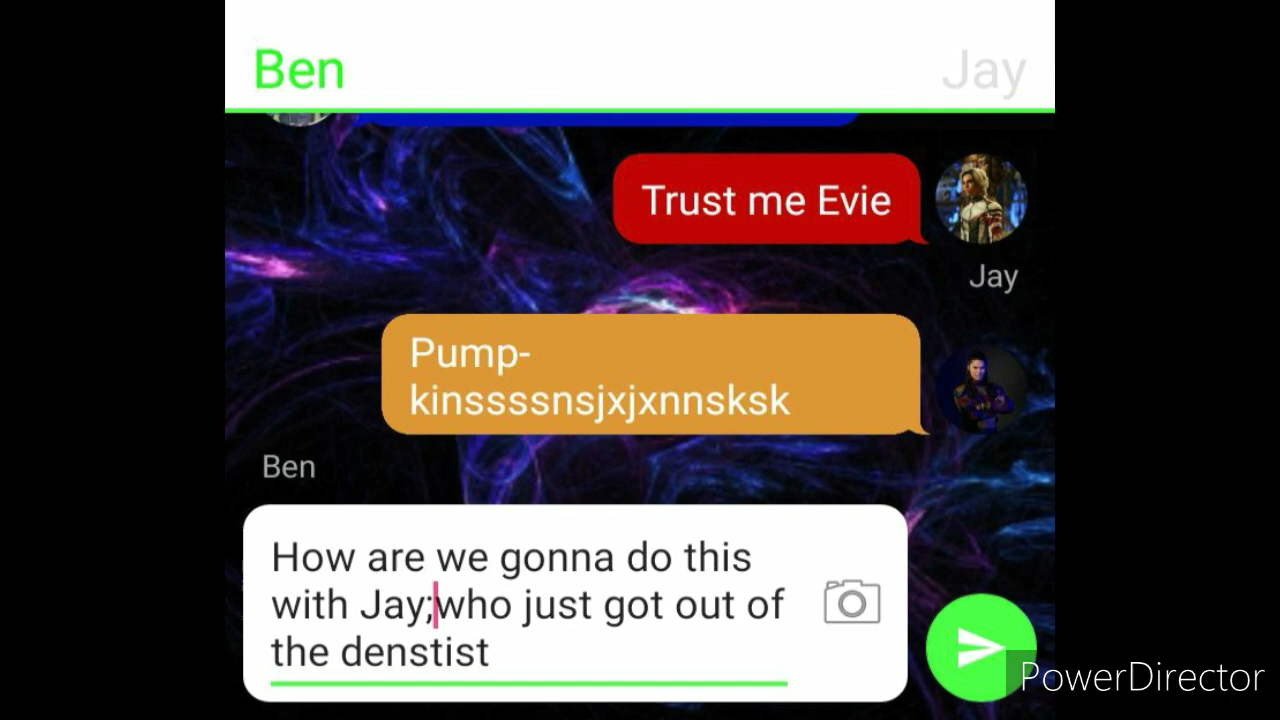 Ben Jay
Trust me Evie
Jay
Pump-
kinssssnsjxjxnnsksk
Ben
How are we gonna do this
with Jay;who just got out of
the denstist
PowerDirector